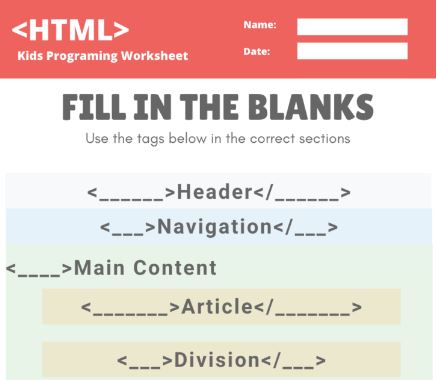 <HTML>
Kids Programing Worksheet
Name:
Date:
FILL IN THE BLANKS
Use the tags below in the correct sections
<______>Header</______>
<___>Navigation</___>
<____>Main Content
<_______>Article</_______>
<___>Division</___>